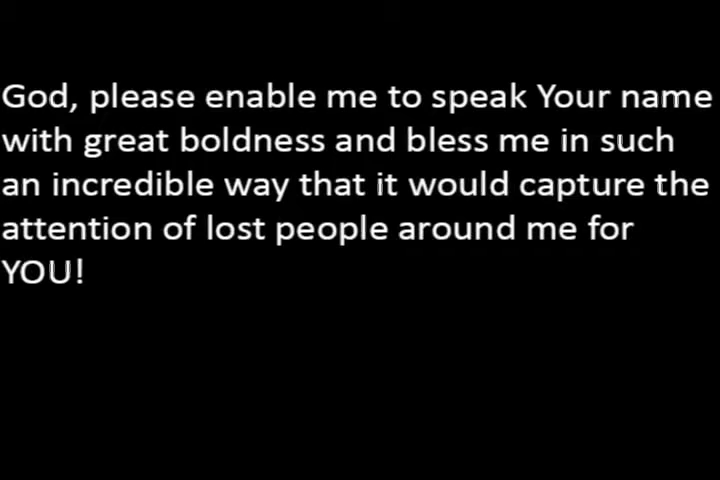 God, please enable me to speak Your name
with great boldness and bless me in such
an incredible way that it would capture the
attention of lost people around me for
YOU!